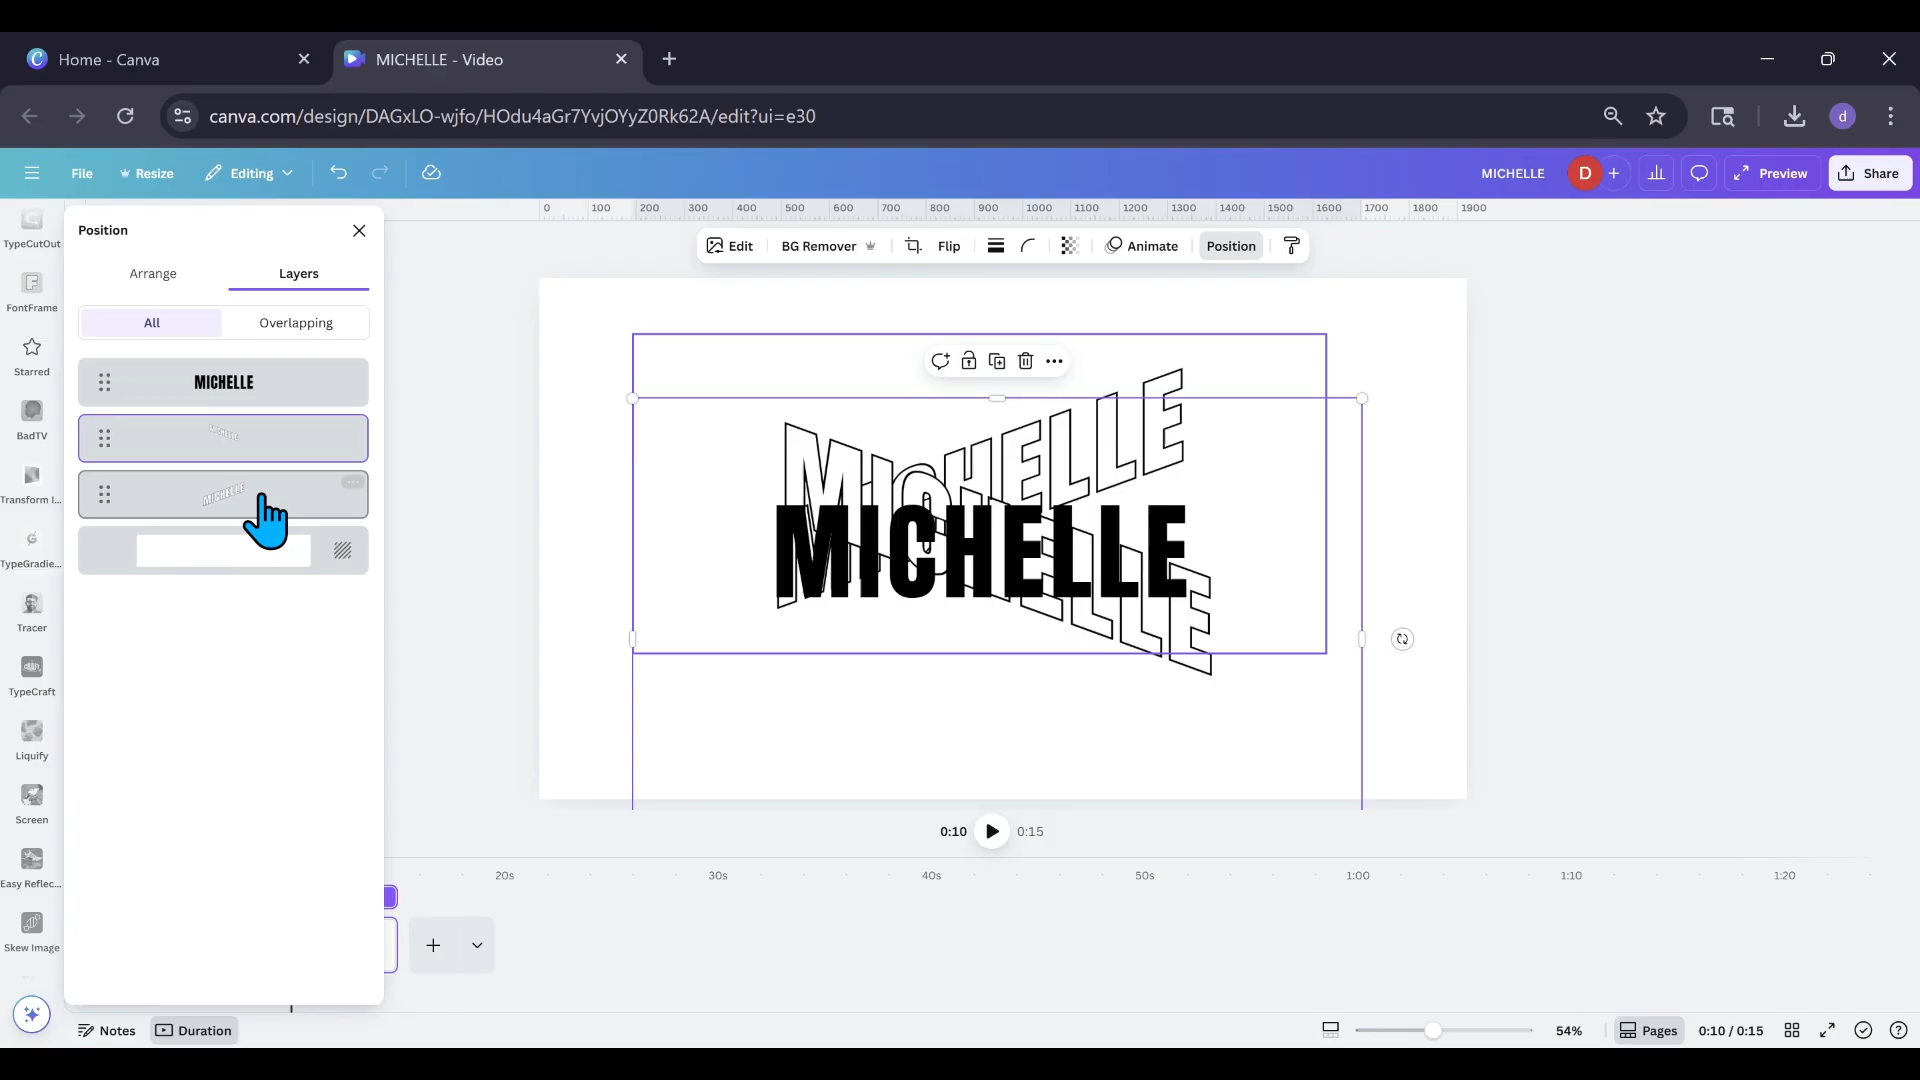 Home - Canva
MICHELLE - Video
canva.com/design/DAGxLO-wjfo/HOdu4aGr7YvjOYyZ0Rk62A/edit?ui=e30
d
File
Resize
Editing
MICHELLE
D
Preview
Share
TypeCutOut
FontFrame
Starred
BadTV
Transform I...
TypeGradie...
Tracer
TypeCraft
Liquify
Screen
Easy Reflec...
Skew Image
Position
Arrange
Layers
All
Overlapping
MICHELLE
MICHELLE
MICHELLE
0 100 200 300 400 500 600 700 800 900 1000 1100 1200 1300 1400 1500 1600 1700 1800 1900
Edit
BG Remover
Flip
Animate
Position
MICHELLE
MICHELLE
MICHELLE
0:10
0:15
20s 30s 40s 50s 1:00 1:10 1:20
Notes
Duration
54%
Pages
0:10 / 0:15